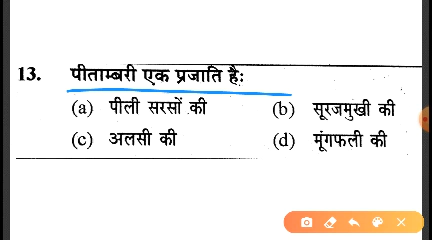 13. पीताम्बरी एक प्रजाति हैः
(a) पीली सरसों की (b) सूरजमुखी की
(c) अलसी की (d) मूंगफली की